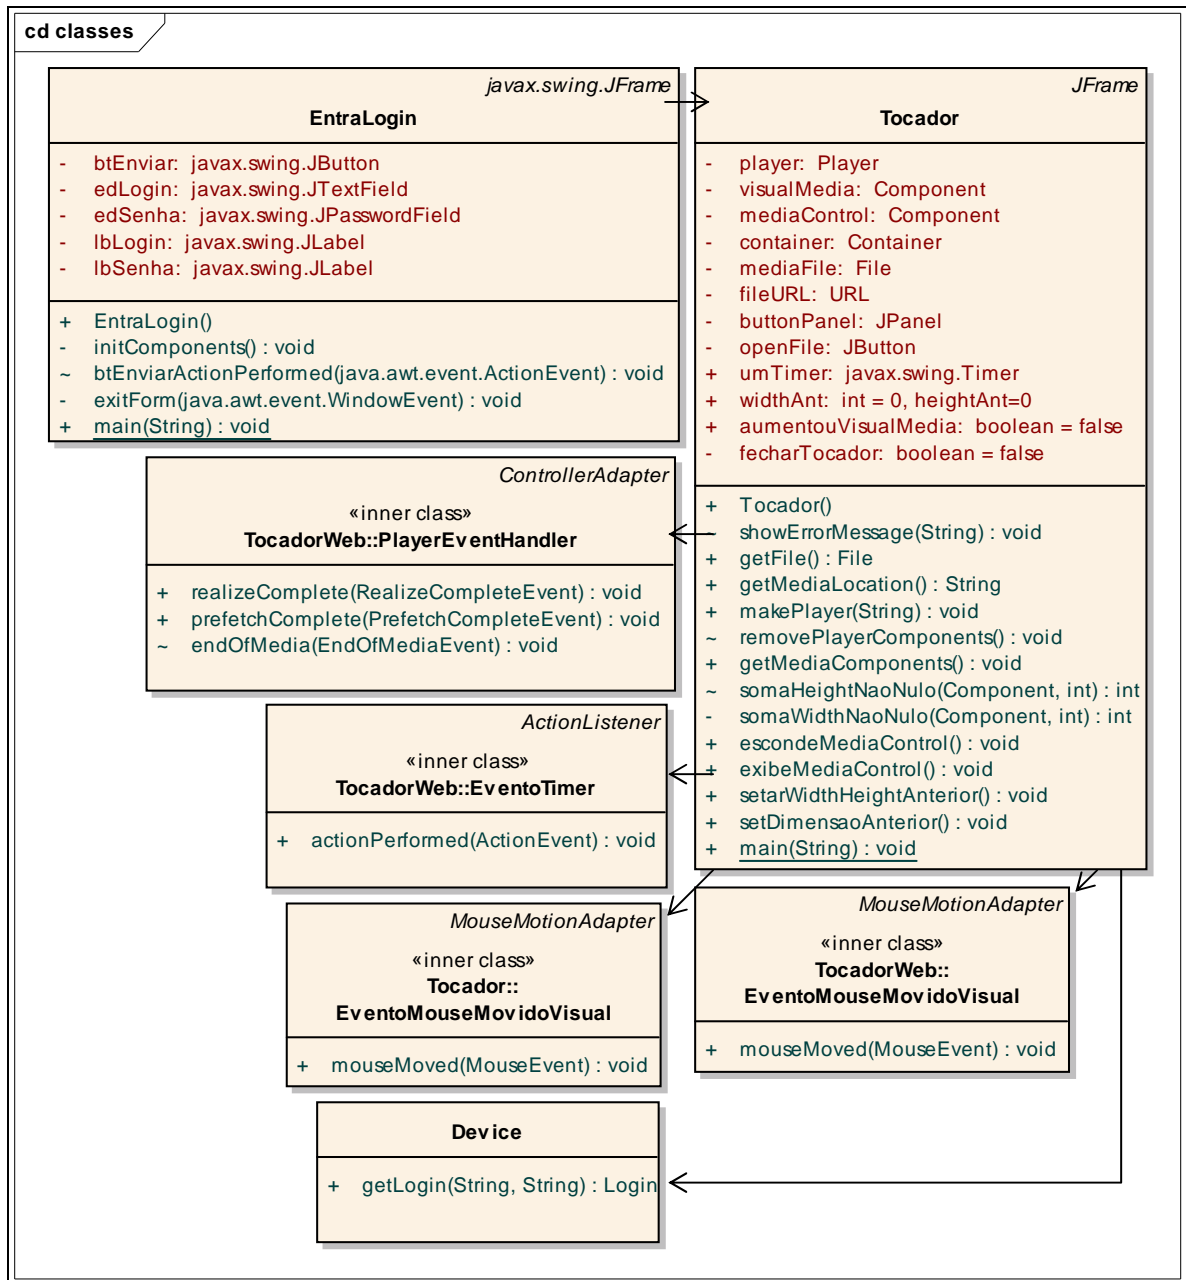 cd classes
javax.swing.JFrame
EntraLogin
- btEnviar: javax.swing.JButton
- edLogin: javax.swing.JTextField
- edSenha: javax.swing.JPasswordField
- lbLogin: javax.swing.JLabel
- lbSenha: javax.swing.JLabel
+ EntraLogin()
- initComponents() : void
~ btEnviarActionPerformed(java.awt.event.ActionEvent) : void
- exitForm(java.awt.event.WindowEvent) : void
+ main(String) : void
JFrame
Tocador
- player: Player
- visualMedia: Component
- mediaControl: Component
- container: Container
- mediaFile: File
- fileURL: URL
- buttonPanel: JPanel
- openFile: JButton
+ umTimer: javax.swing.Timer
+ widthAnt: int = 0, heightAnt=0
+ aumentouVisualMedia: boolean = false
- fecharTocador: boolean = false
+ Tocador()
~ showErrorMessage(String) : void
+ getFile() : File
+ getMediaLocation() : String
+ makePlayer(String) : void
~ removePlayerComponents() : void
+ getMediaComponents() : void
~ somaHeightNaoNulo(Component, int) : int
- somaWidthNaoNulo(Component, int) : int
+ escondeMediaControl() : void
+ exibeMediaControl() : void
+ setarWidthHeightAnterior() : void
+ setDimensaoAnterior() : void
+ main(String) : void
ControllerAdapter
«inner class»
TocadorWeb::PlayerEventHandler
+ realizeComplete(RealizeCompleteEvent) : void
+ prefetchComplete(PrefetchCompleteEvent) : void
~ endOfMedia(EndOfMediaEvent) : void
ActionListener
«inner class»
TocadorWeb::EventoTimer
+ actionPerformed(ActionEvent) : void
MouseMotionAdapter
«inner class»
Tocador::
EventoMouseMovidoVisual
+ mouseMoved(MouseEvent) : void
MouseMotionAdapter
«inner class»
TocadorWeb::
EventoMouseMovidoVisual
+ mouseMoved(MouseEvent) : void
Device
+ getLogin(String, String) : Login